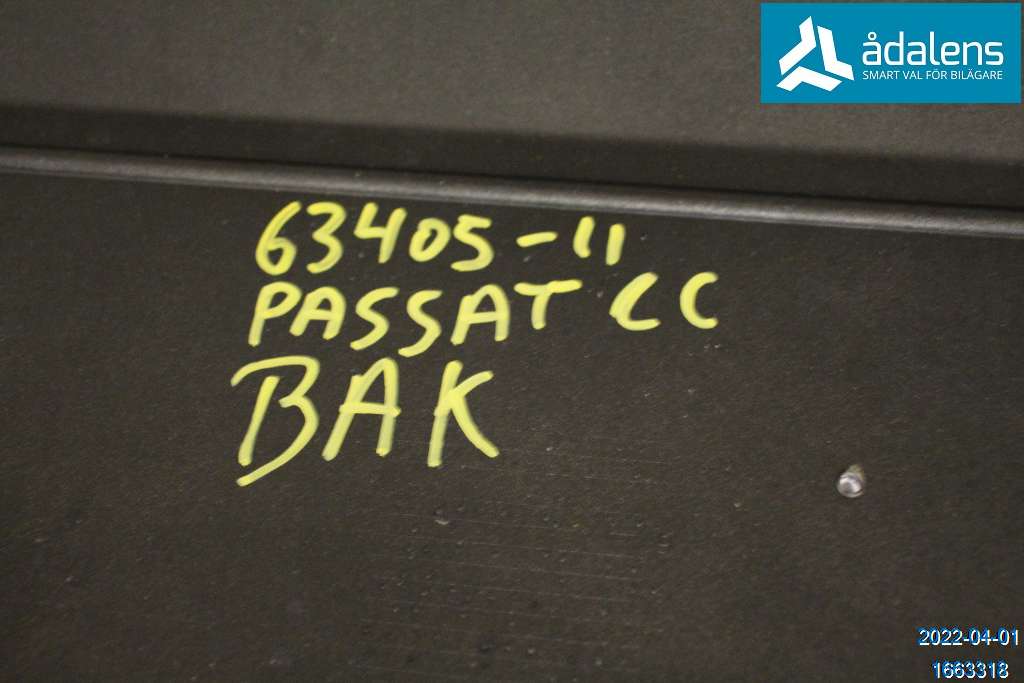 ådalens
SMART VAL FÖR BILÄGARE
63405-11
PASSAT CC
BAK
2022-04-01
1663318